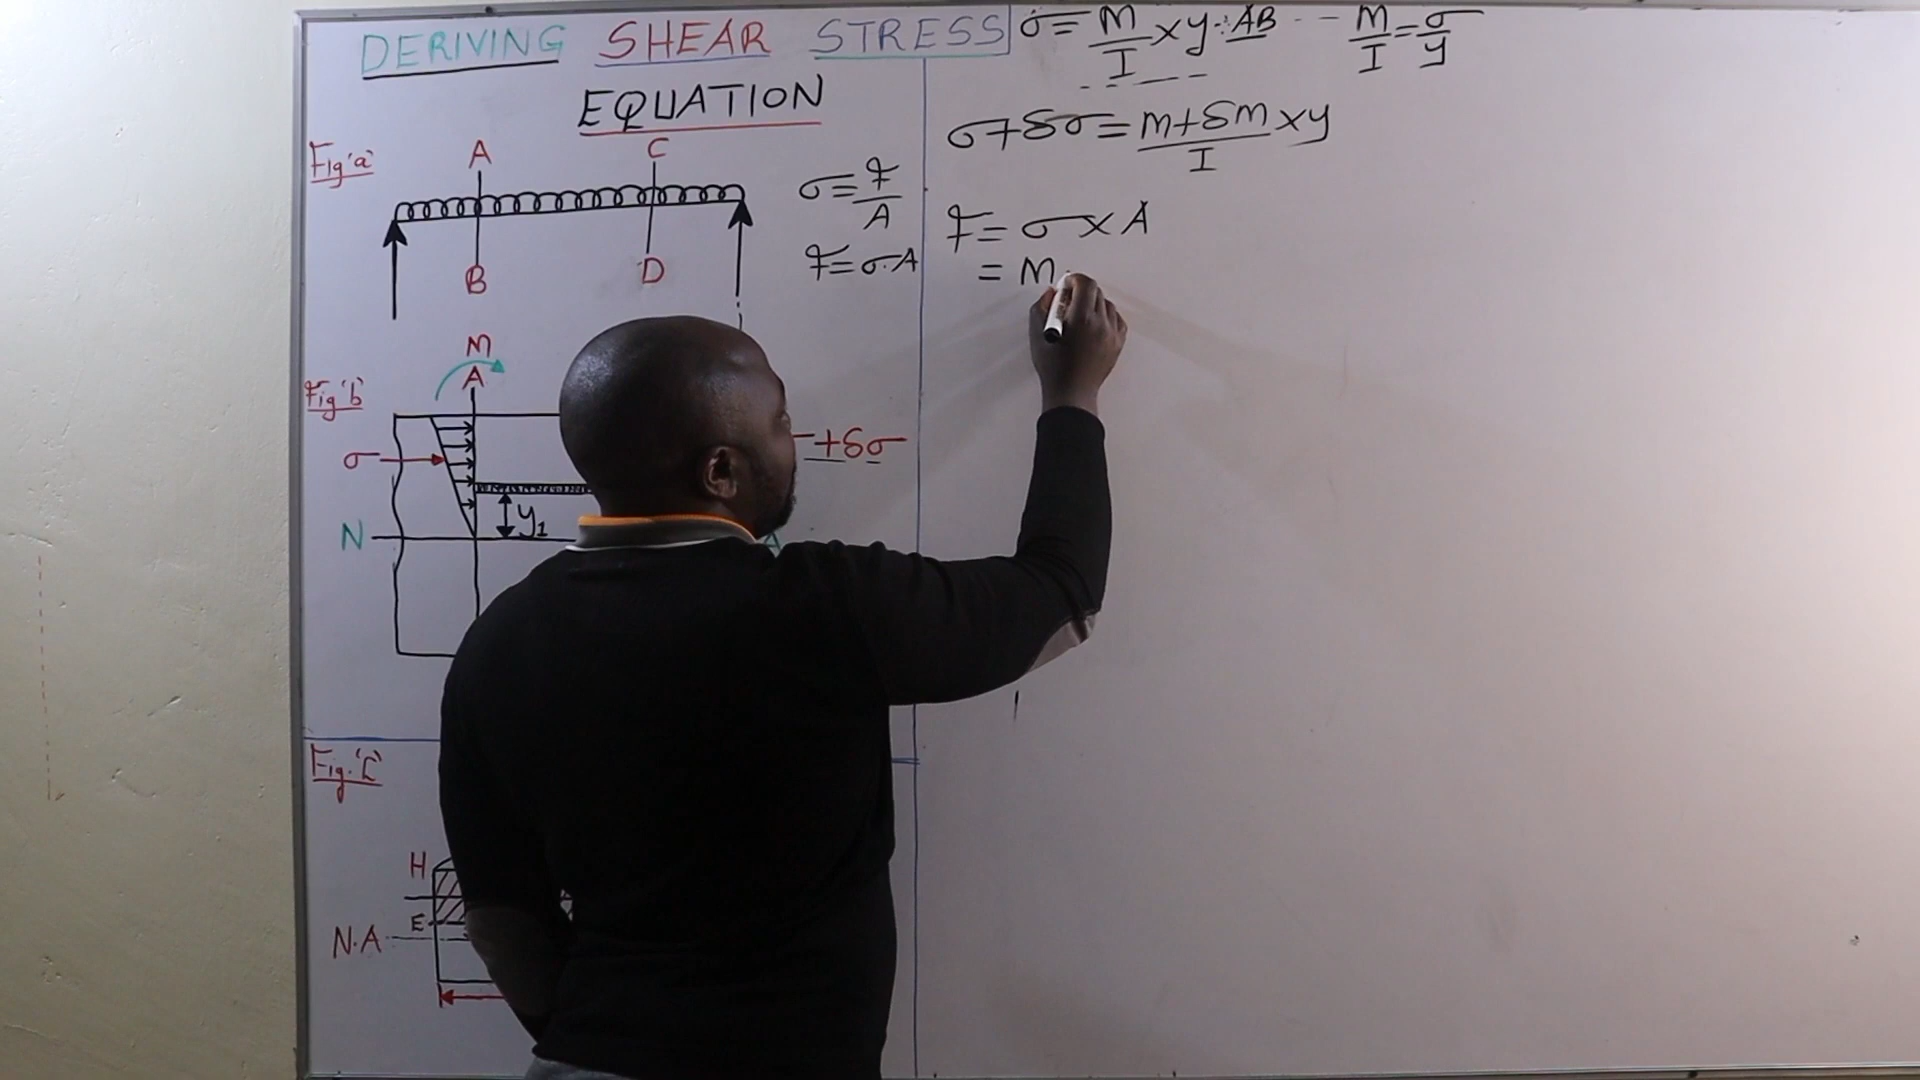 DERIVING SHEAR STRESS
EQUATION
Fig 'a'
A
C
B
D
σ = F/A
F = σ.A
M
A
Fig 'b'
σ
+δσ
y₁
N
A
Fig. 'c'
H
E
N.A
σ = M/I × y . AB - - - M/I = σ/y
σ+δσ = M+δM/I × y
F = σ × A
= M